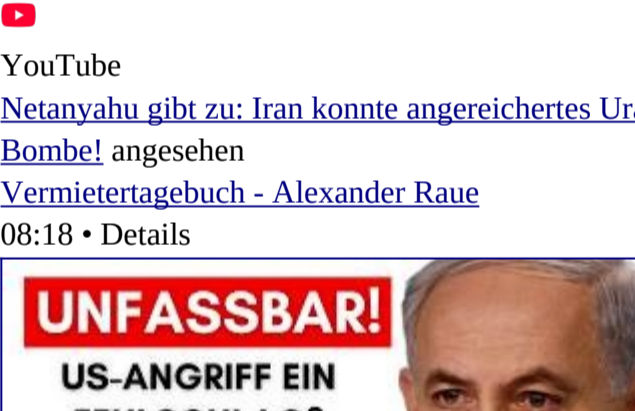 YouTube
Netanyahu gibt zu: Iran konnte angereichertes
Bombe! angesehen
Vermietertagebuch - Alexander Raue
08:18 • Details
UNFASSBAR!
US-ANGRIFF EIN